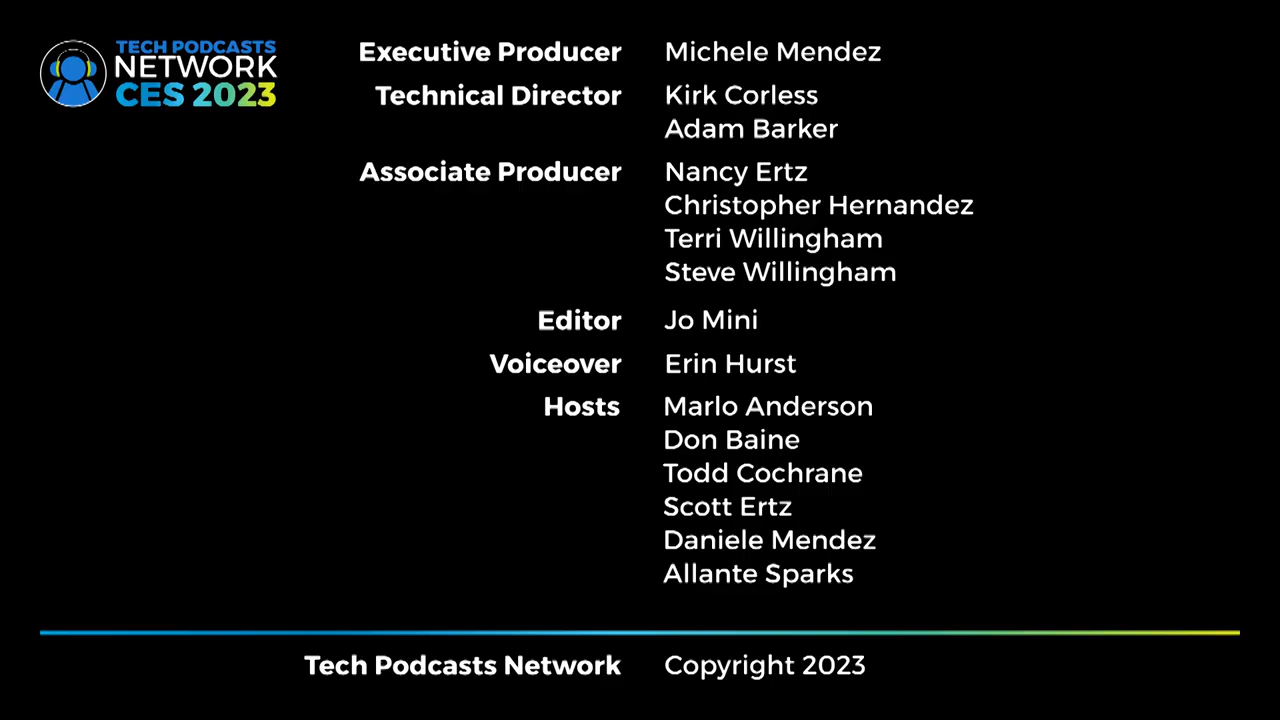 TECH PODCASTS
NETWORK
CES 2023
Executive Producer Michele Mendez
Technical Director Kirk Corless
Adam Barker
Associate Producer Nancy Ertz
Christopher Hernandez
Terri Willingham
Steve Willingham
Editor Jo Mini
Voiceover Erin Hurst
Hosts Marlo Anderson
Don Baine
Todd Cochrane
Scott Ertz
Daniele Mendez
Allante Sparks
Tech Podcasts Network Copyright 2023